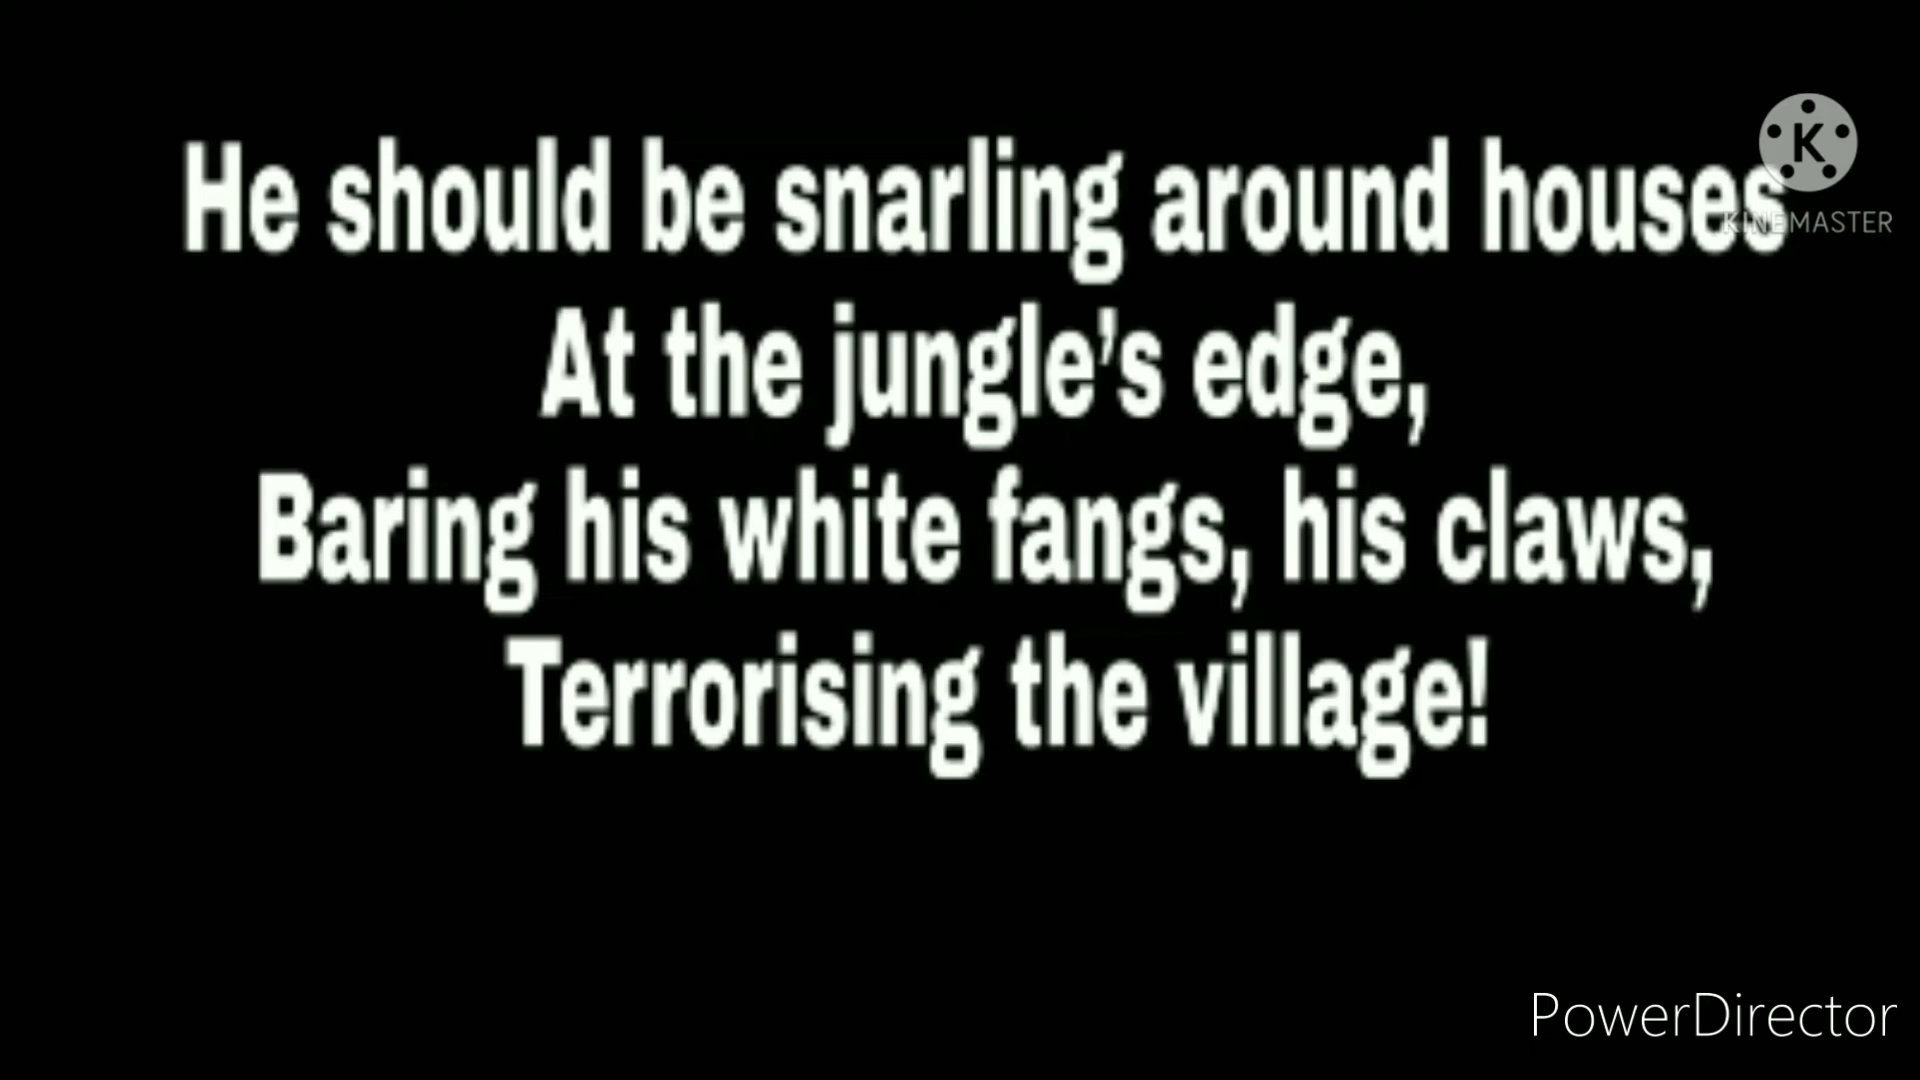 He should be snarling around houses
At the jungle's edge,
Baring his white fangs, his claws,
Terrorising the village!
K
KINEMASTER
PowerDirector